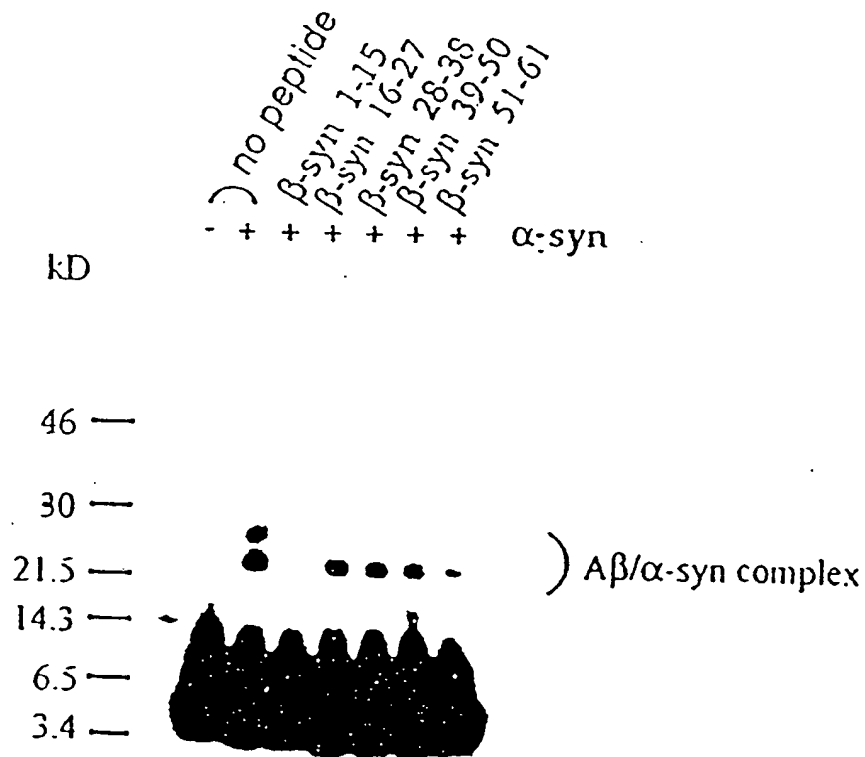 ) no peptide
β-syn 1-15
β-syn 16-27
β-syn 28-38
β-syn 39-50
β-syn 51-61
- + + + + + + α-syn
kD
46
30
21.5
14.3
6.5
3.4
) Aβ/α-syn complex